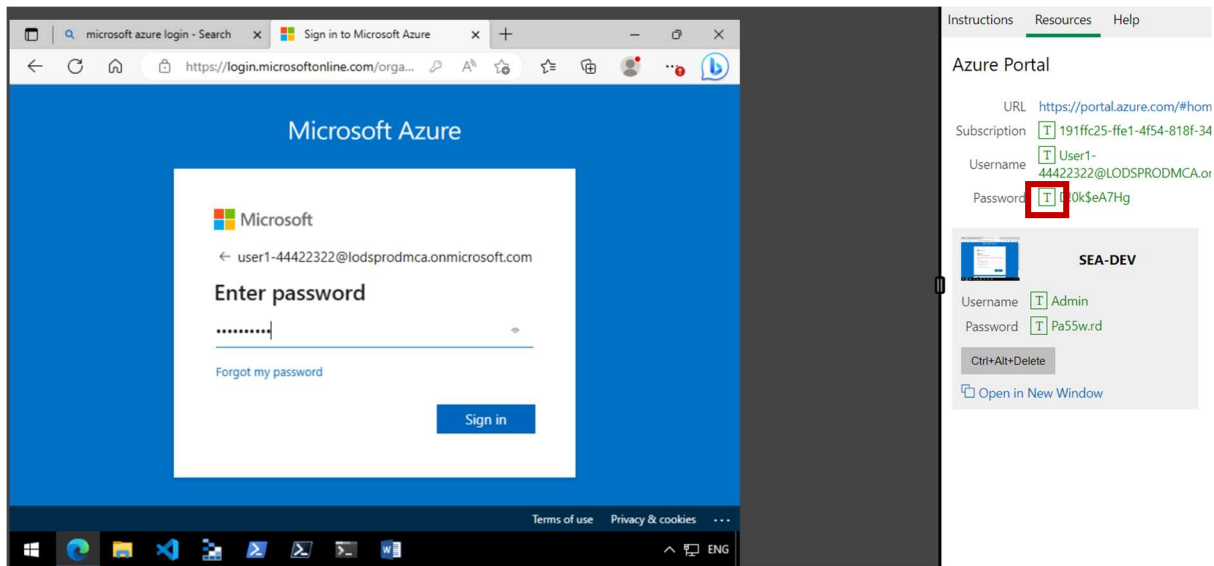 microsoft azure login - Search
Sign in to Microsoft Azure
https://login.microsoftonline.com/orga...
Microsoft Azure
Microsoft
user1-44422322@lodsprodmca.onmicrosoft.com
Enter password
Forgot my password
Sign in
Terms of use Privacy & cookies ...
ENG
Instructions Resources Help
Azure Portal
URL https://portal.azure.com/#hom
Subscription T 191ffc25-ffe1-4f54-818f-34
Username T User1-
44422322@LODSPRODMCA.on
Password T 0k$eA7Hg
SEA-DEV
Username T Admin
Password T Pa55w.rd
Ctrl+Alt+Delete
Open in New Window